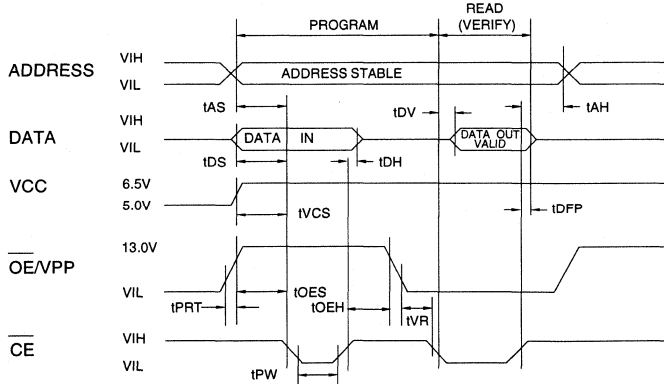 READ
PROGRAM (VERIFY)
ADDRESS VIH
VIL
ADDRESS STABLE
tAS tDV tAH
DATA VIH
VIL
DATA IN
DATA OUT
VALID
tDS tDH
VCC 6.5V
5.0V
tVCS tDFP
OE/VPP 13.0V
VIL
tPRT tOES tOEH tVR
CE VIH
VIL
tPW